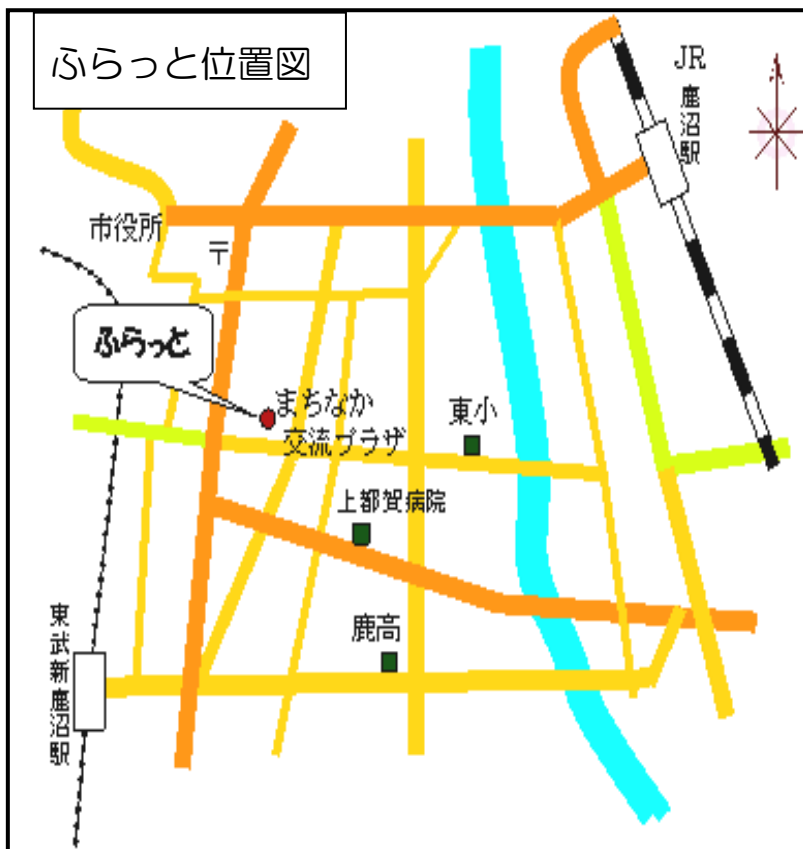 ふらっと位置図
JR
鹿沼駅
市役所
〒
ふらっと
まちなか
交流プラザ
東小
上都賀病院
鹿高
東武新鹿沼駅